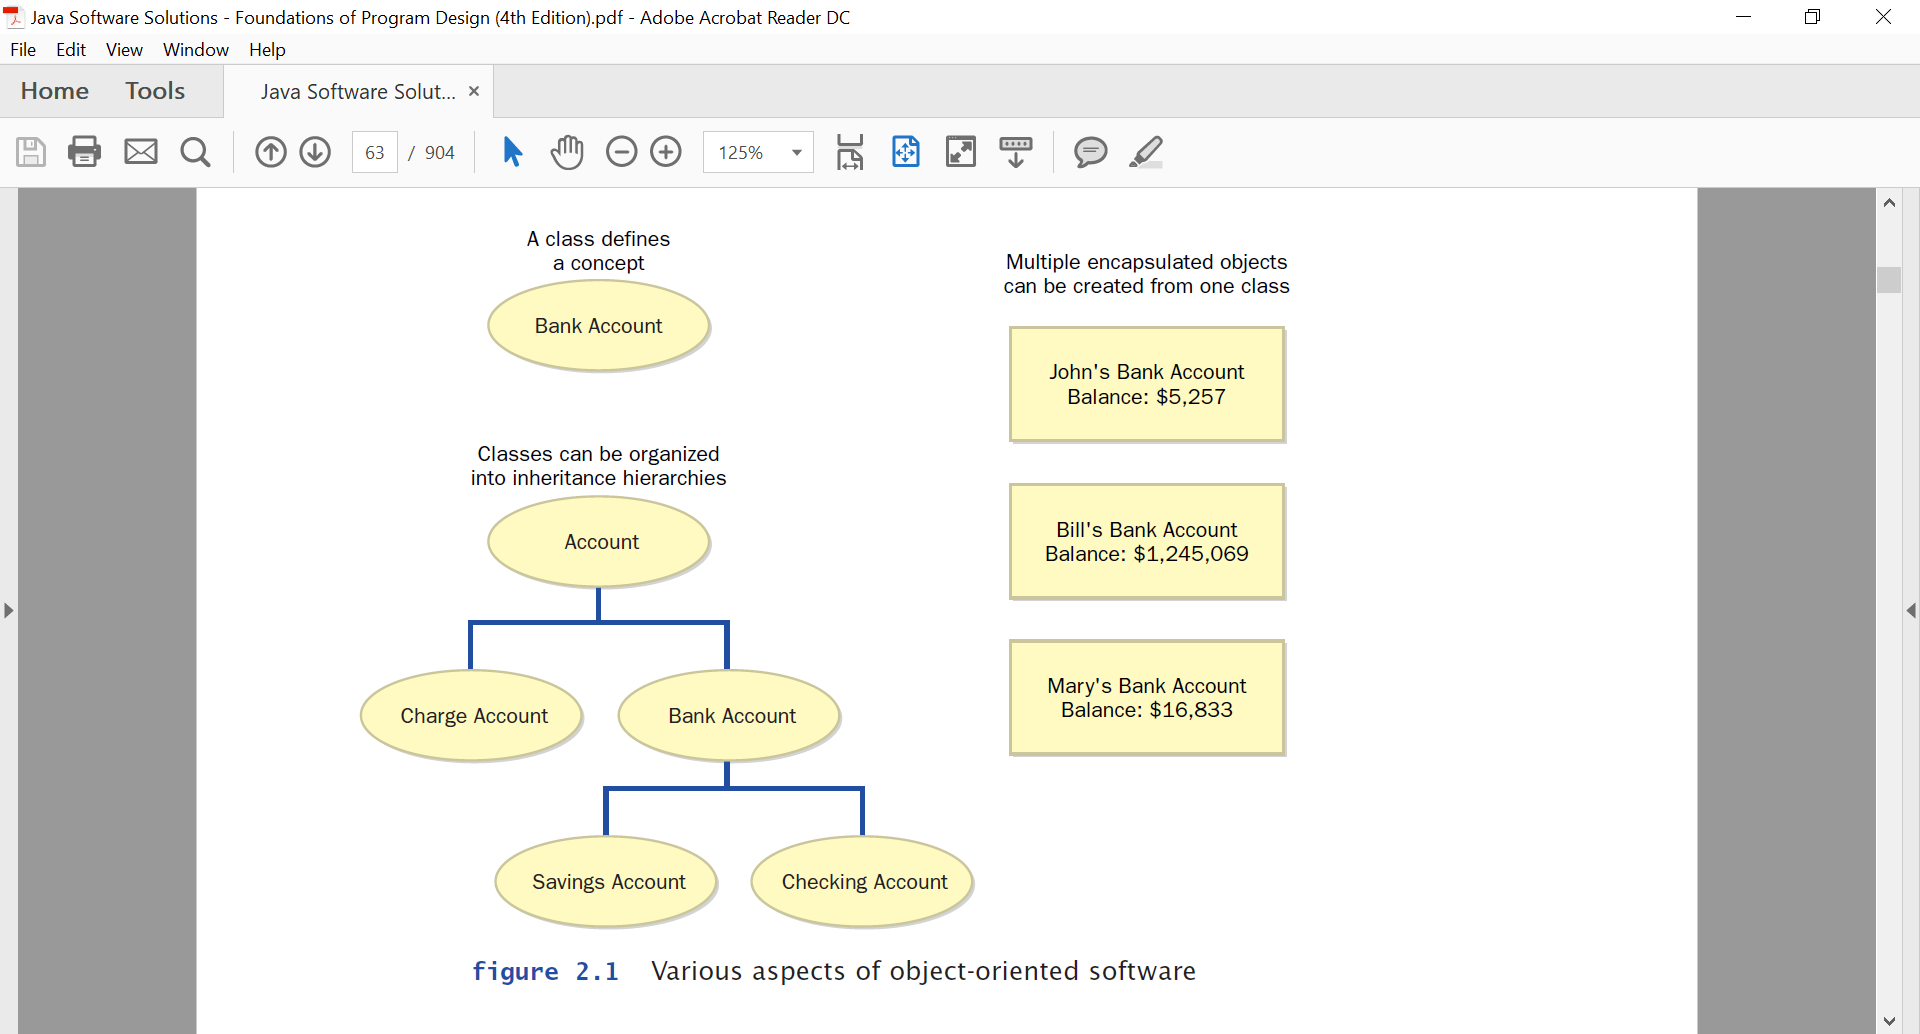 Java Software Solutions - Foundations of Program Design (4th Edition).pdf - Adobe Acrobat Reader DC
File Edit View Window Help
Home Tools Java Software Solut... ×
63 / 904 125%
A class defines
a concept
Bank Account
Classes can be organized
into inheritance hierarchies
Account
Charge Account Bank Account
Savings Account Checking Account
Multiple encapsulated objects
can be created from one class
John's Bank Account
Balance: $5,257
Bill's Bank Account
Balance: $1,245,069
Mary's Bank Account
Balance: $16,833
figure 2.1 Various aspects of object-oriented software